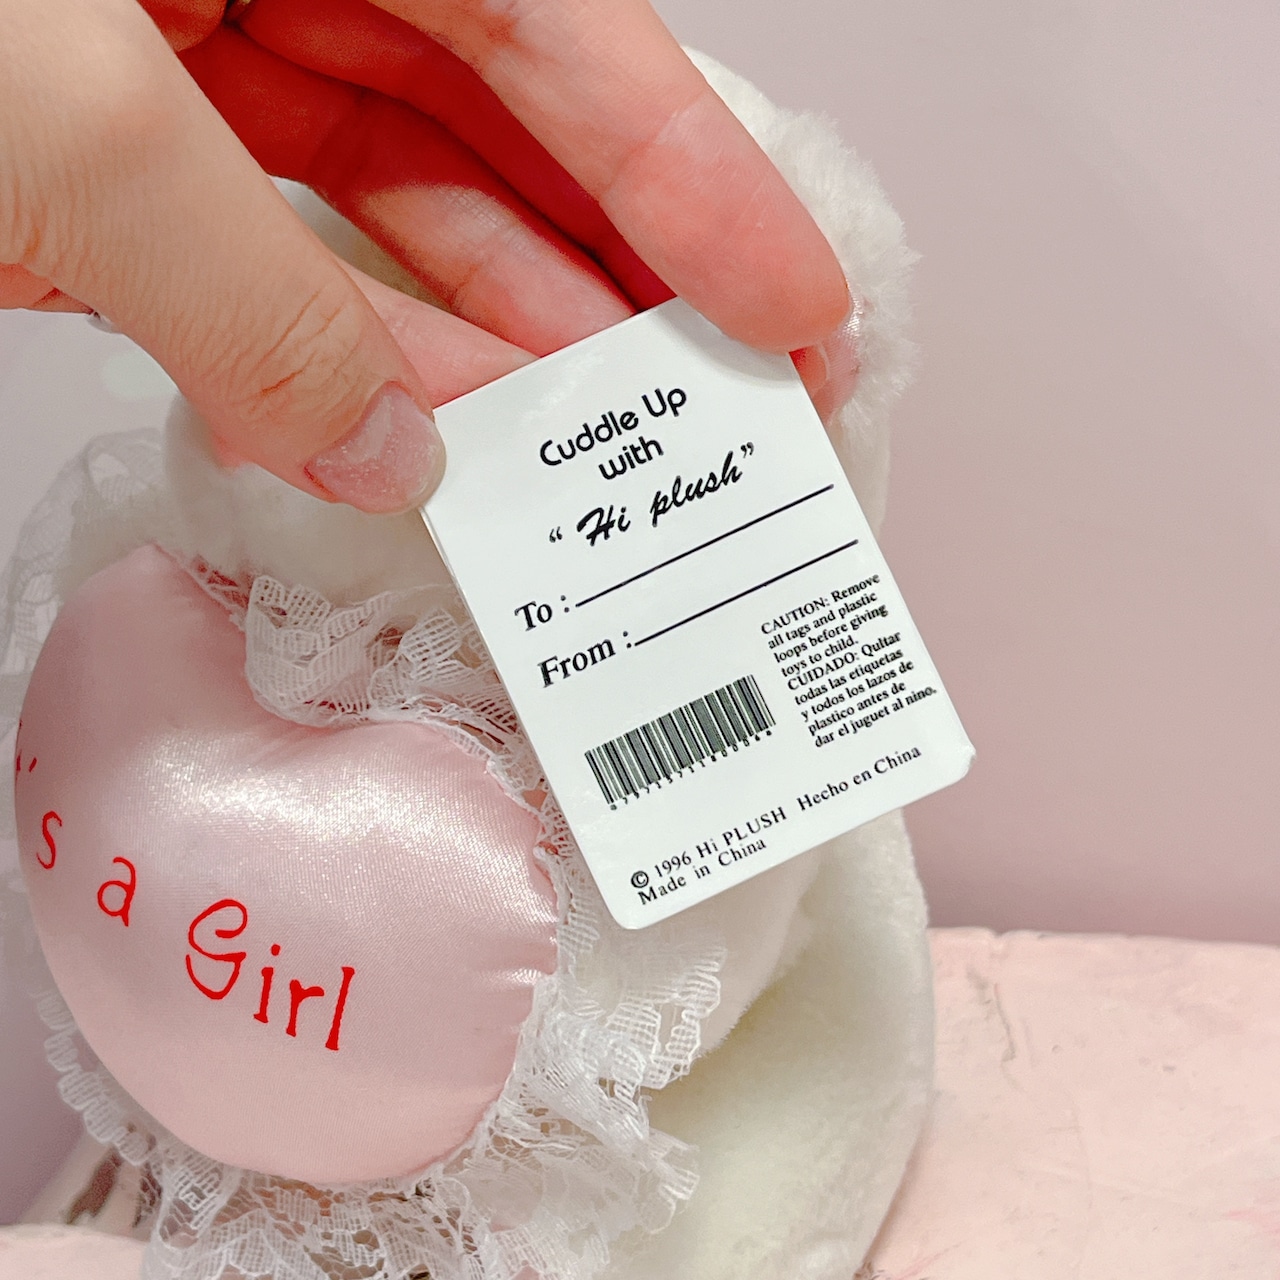 Cuddle Up
with
“ Hi plush”
To :
From :
CAUTION: Remove
all tags and plastic
loops before giving
toys to child.
CUIDADO: Quitar
todas las etiquetas
y todos los lazos de
plastico antes de
dar el juguet al nino.
© 1996 Hi PLUSH Hecho en China
Made in China
's
a
Girl